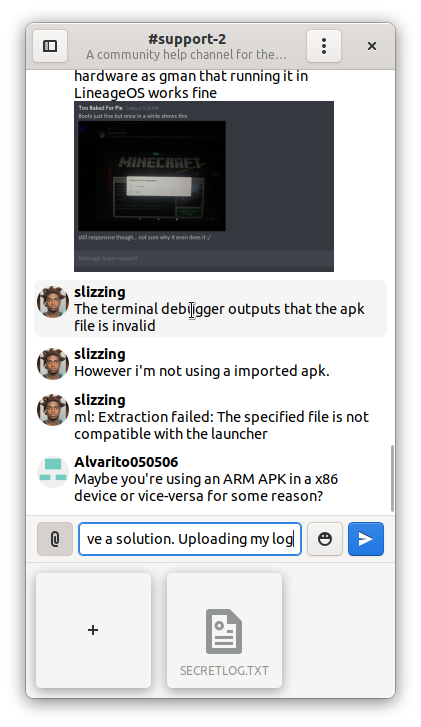 #support-2
A community help channel for the…
hardware as gman that running it in
LineageOS works fine
Too Baked For Pie Today at 9:02 PM
Boots just fine but once in a while shows this
MINECRAFT
still responsive though... not sure why it even does it :/
Message #user-support
slizzing
The terminal debugger outputs that the apk
file is invalid
slizzing
However i'm not using a imported apk.
slizzing
ml: Extraction failed: The specified file is not
compatible with the launcher
Alvarito050506
Maybe you're using an ARM APK in a x86
device or vice-versa for some reason?
ve a solution. Uploading my log
SECRETLOG.TXT